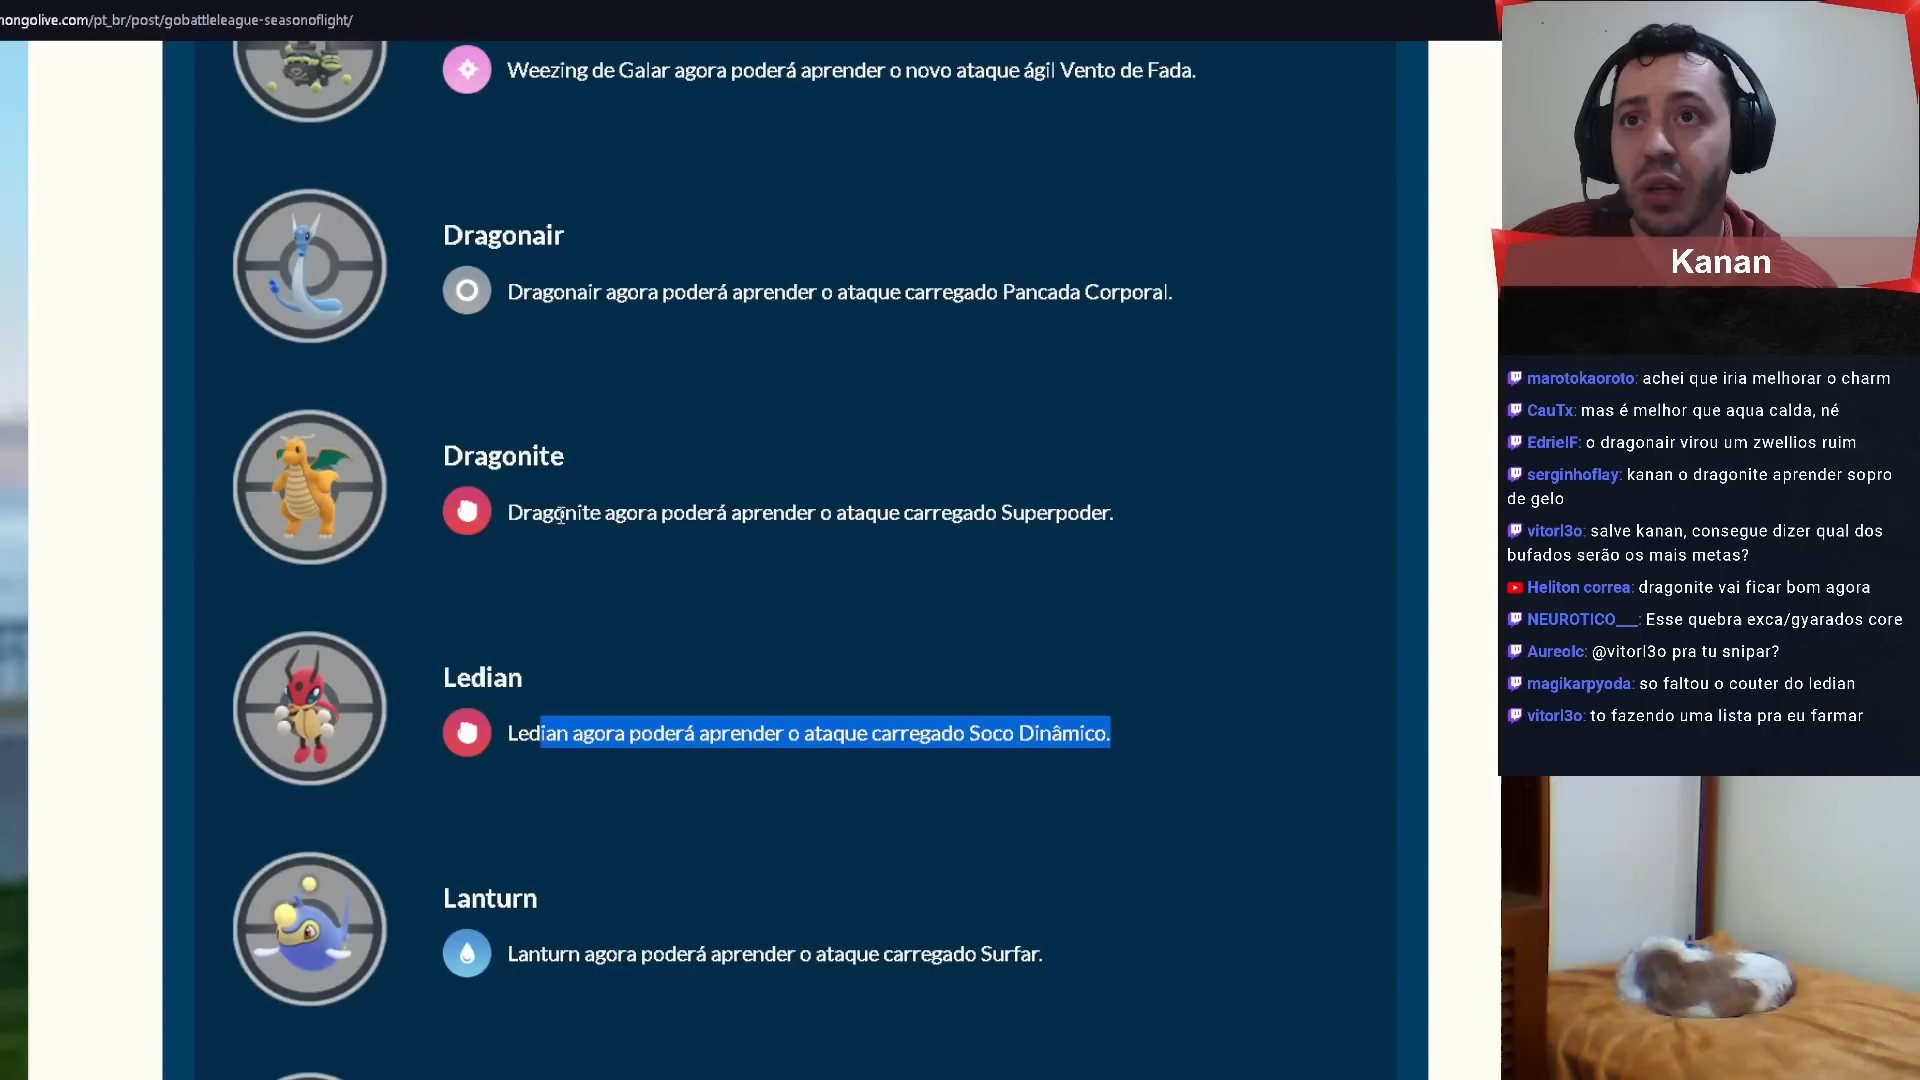 nongolive.com/pt_br/post/gobattleleague-seasonoflight/
Weezing de Galar agora poderá aprender o novo ataque ágil Vento de Fada.
Dragonair
Dragonair agora poderá aprender o ataque carregado Pancada Corporal.
Dragonite
Dragonite agora poderá aprender o ataque carregado Superpoder.
Ledian
Ledian agora poderá aprender o ataque carregado Soco Dinâmico.
Lanturn
Lanturn agora poderá aprender o ataque carregado Surfar.
Kanan
marotokaoroto: achei que iria melhorar o charm
CauTx: mas é melhor que aqua calda, né
EdrielF: o dragonair virou um zwellios ruim
serginhoflay: kanan o dragonite aprender sopro
de gelo
vitorl3o: salve kanan, consegue dizer qual dos
bufados serão os mais metas?
Heliton correa: dragonite vai ficar bom agora
NEUROTICO___: Esse quebra exca/gyarados core
Aureolc: @vitorl3o pra tu snipar?
magikarpyoda: so faltou o couter do ledian
vitorl3o: to fazendo uma lista pra eu farmar